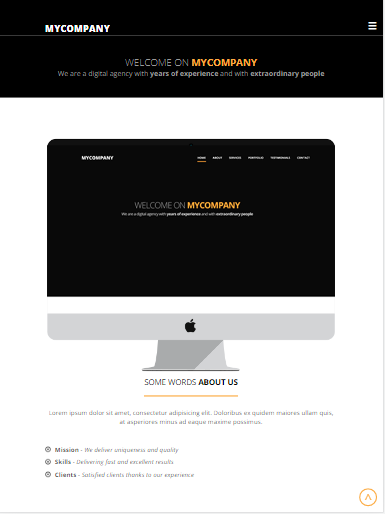 MYCOMPANY
WELCOME ON MYCOMPANY
We are a digital agency with years of experience and with extraordinary people
MYCOMPANY HOME ABOUT SERVICES PORTFOLIO TESTIMONIALS CONTACT
WELCOME ON MYCOMPANY
We are a digital agency with years of experience and with extraordinary people
SOME WORDS ABOUT US
Lorem ipsum dolor sit amet, consectetur adipisicing elit. Doloribus ex quidem maiores ullam quis,
at asperiores minus ad eaque maxime possimus.
Mission - We deliver uniqueness and quality
Skills - Delivering fast and excellent results
Clients - Satisfied clients thanks to our experience